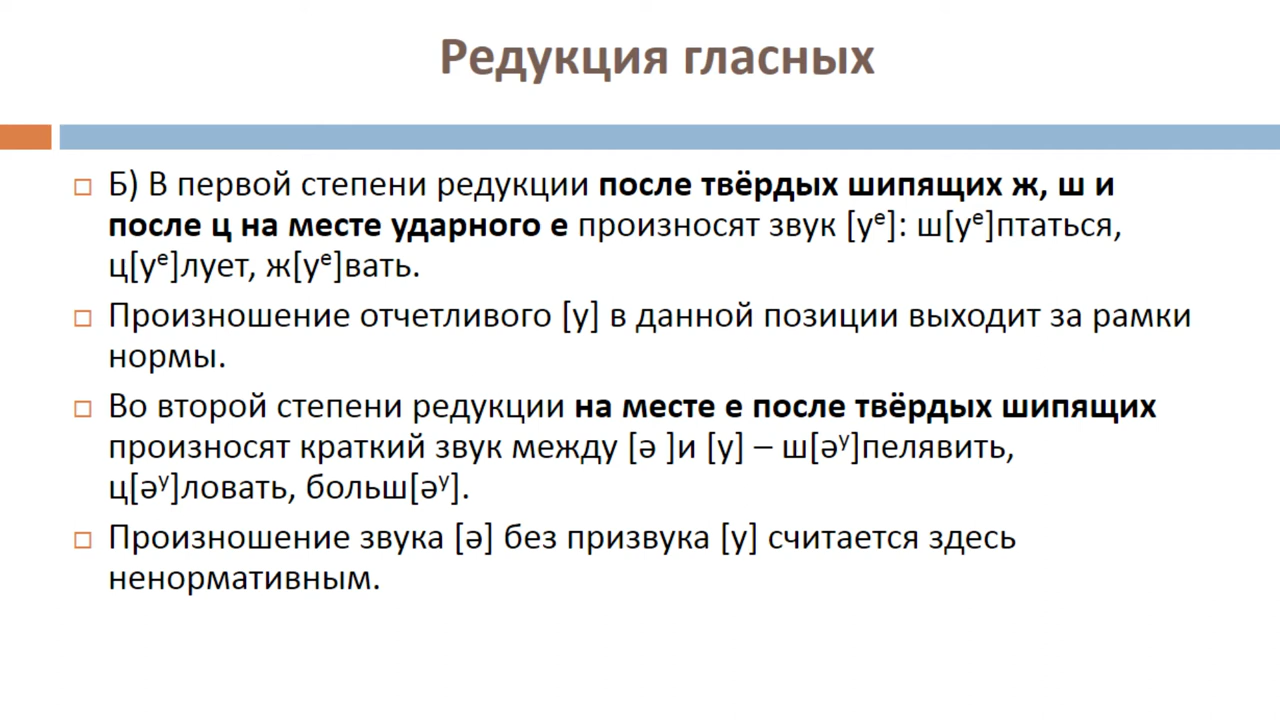 Редукция гласных
Б) В первой степени редукции после твёрдых шипящих ж, ш и
после ц на месте ударного е произносят звук [уᵉ]: ш[уᵉ]птаться,
ц[уᵉ]лует, ж[уᵉ]вать.
Произношение отчетливого [у] в данной позиции выходит за рамки
нормы.
Во второй степени редукции на месте е после твёрдых шипящих
произносят краткий звук между [ə ]и [у] – ш[əʸ]пелявить,
ц[əʸ]ловать, больш[əʸ].
Произношение звука [ə] без призвука [у] считается здесь
ненормативным.